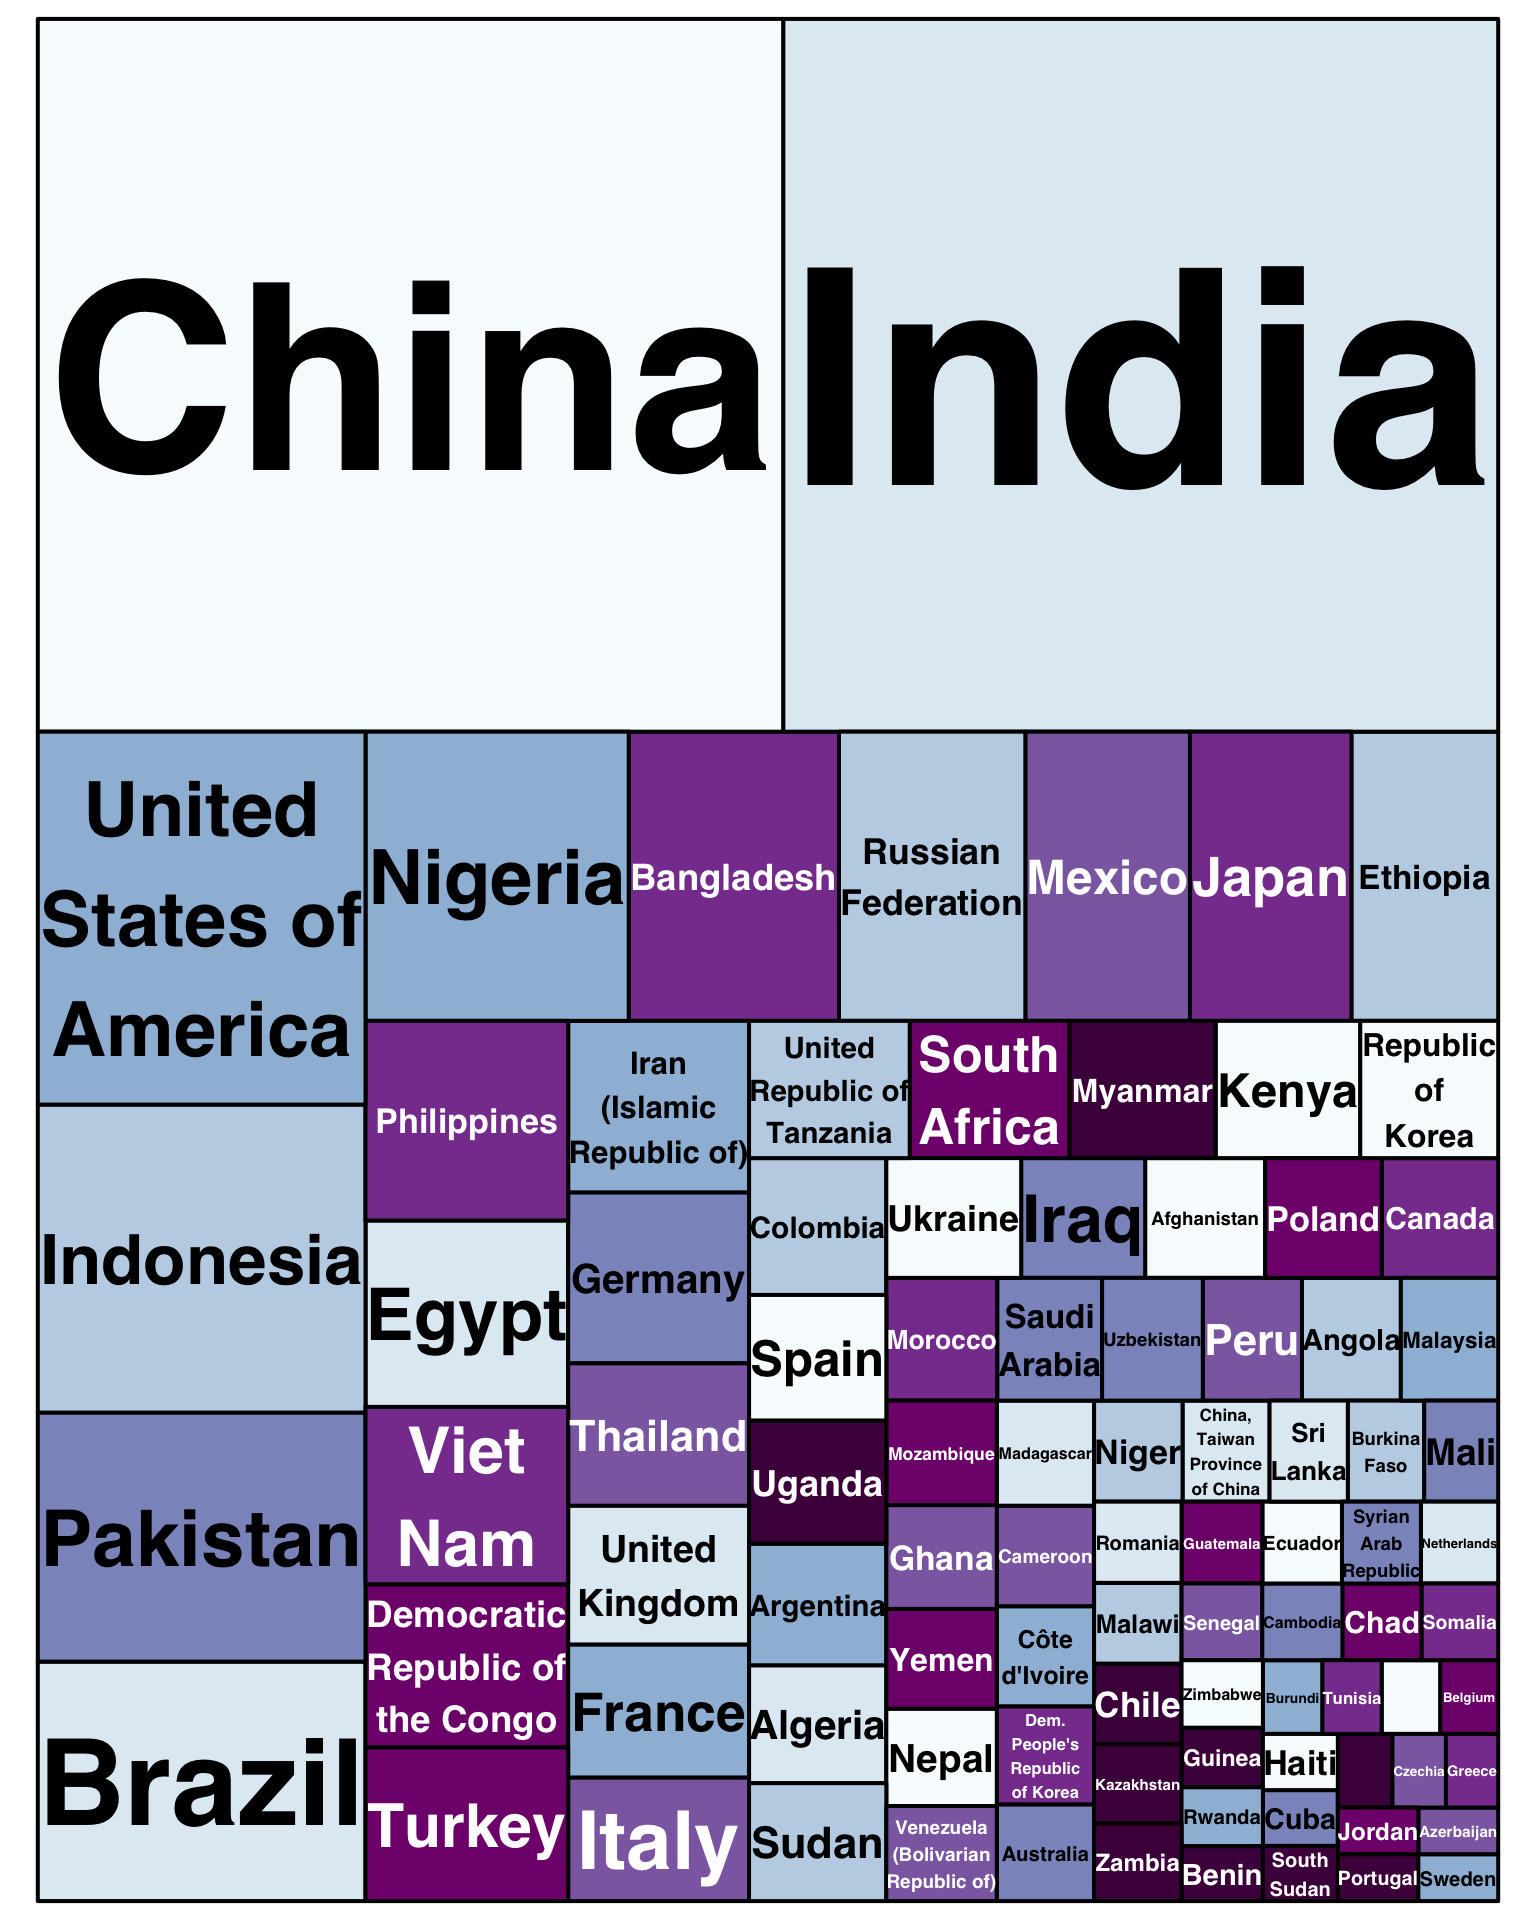 China
India
United
States of
America
Nigeria
Bangladesh
Russian
Federation
Mexico
Japan
Ethiopia
Indonesia
Pakistan
Brazil
Philippines
Egypt
Viet
Nam
Democratic
Republic of
the Congo
Turkey
Iran
(Islamic
Republic of)
Germany
Thailand
United
Kingdom
France
Italy
United
Republic of
Tanzania
South
Africa
Myanmar
Kenya
Republic
of
Korea
Colombia
Spain
Uganda
Argentina
Algeria
Sudan
Ukraine
Iraq
Afghanistan
Poland
Canada
Morocco
Saudi
Arabia
Uzbekistan
Peru
Angola
Malaysia
Mozambique
Ghana
Yemen
Nepal
Venezuela
(Bolivarian
Republic of)
Madagascar
Cameroon
Côte
d'Ivoire
Dem.
People's
Republic
of Korea
Australia
Niger
China,
Taiwan
Province
of China
Sri
Lanka
Burkina
Faso
Mali
Romania
Guatemala
Ecuador
Syrian
Arab
Republic
Netherlands
Malawi
Senegal
Cambodia
Chad
Somalia
Chile
Kazakhstan
Zambia
Zimbabwe
Guinea
Rwanda
Benin
Burundi
Tunisia
Belgium
Haiti
Cuba
South
Sudan
Czechia
Greece
Jordan
Azerbaijan
Portugal
Sweden